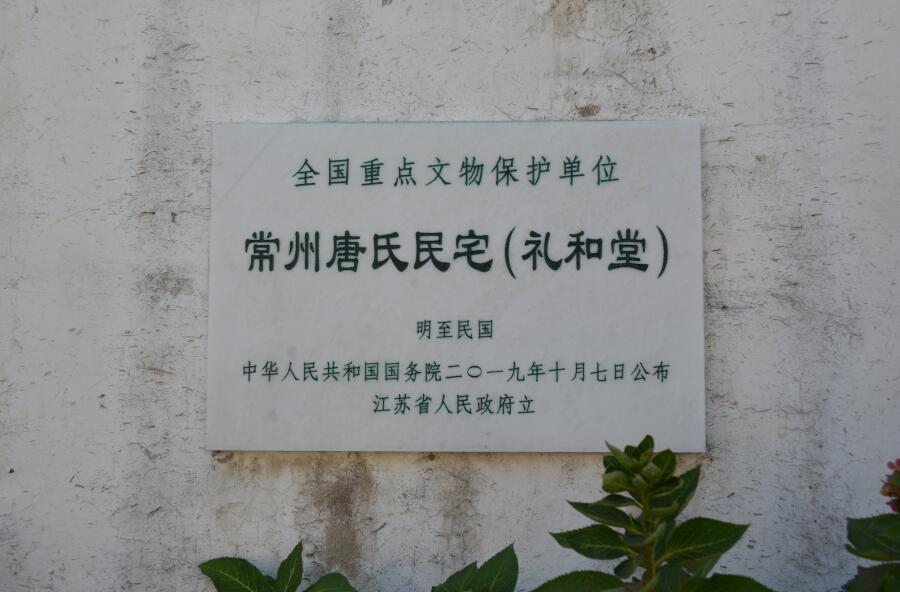 全国重点文物保护单位
常州唐氏民宅(礼和堂)
明至民国
中华人民共和国国务院二〇一九年十月七日公布
江苏省人民政府立